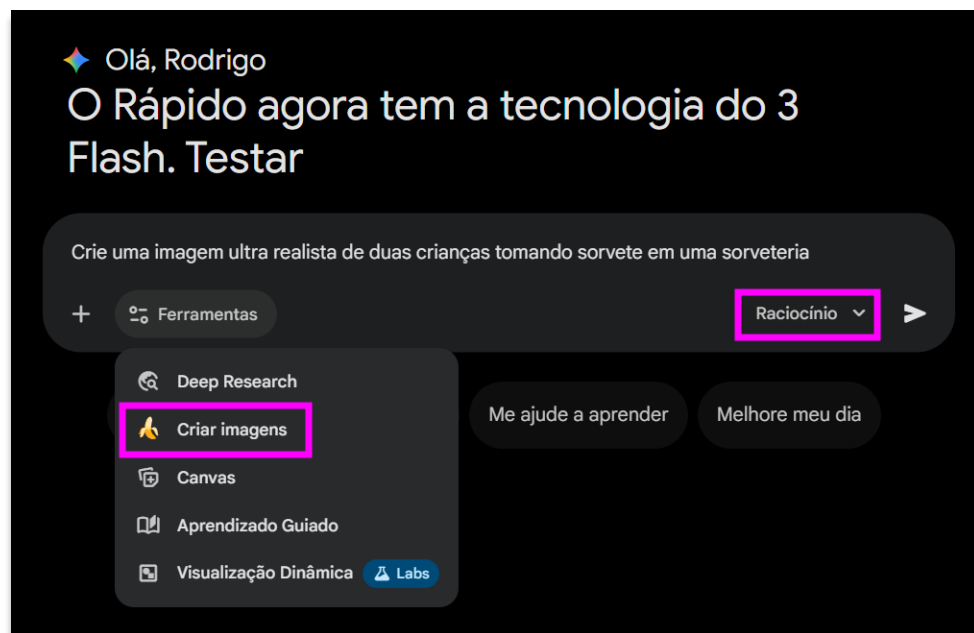 Olá, Rodrigo
O Rápido agora tem a tecnologia do 3
Flash. Testar
Crie uma imagem ultra realista de duas crianças tomando sorvete em uma sorveteria
Ferramentas
Raciocínio
Deep Research
Criar imagens
Me ajude a aprender
Melhore meu dia
Canvas
Aprendizado Guiado
Visualização Dinâmica
Labs